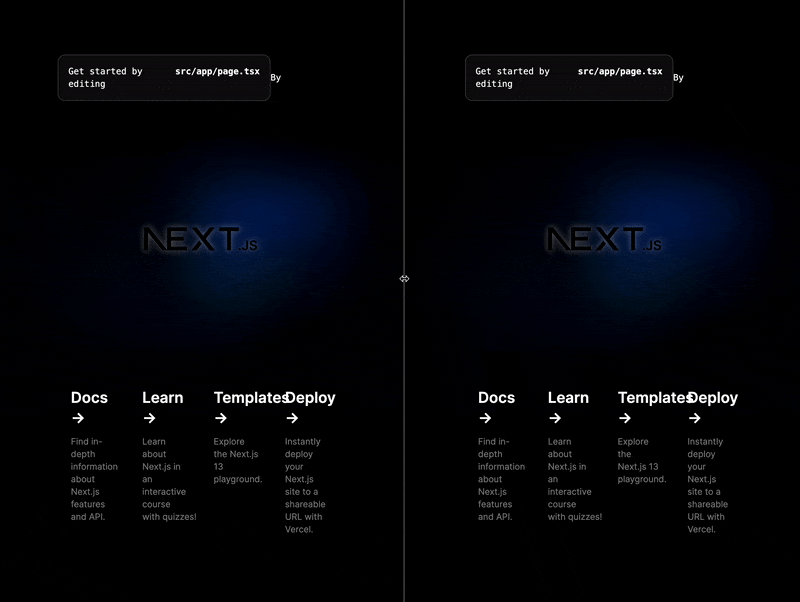 Get started by
editing
src/app/page.tsx
By
NEXT.JS
Docs
→
Find in-
depth
information
about
Next.js
features
and API.
Learn
→
Learn
about
Next.js in
an
interactive
course
with quizzes!
Templates
→
Explore
the Next.js
13
playground.
Deploy
→
Instantly
deploy
your
Next.js
site to a
shareable
URL with
Vercel.
Get started by
editing
src/app/page.tsx
By
NEXT.JS
Docs
→
Find in-
depth
information
about
Next.js
features
and API.
Learn
→
Learn
about
Next.js in
an
interactive
course
with quizzes!
Templates
→
Explore
the
Next.js 13
playground.
Deploy
→
Instantly
deploy
your
Next.js
site to a
shareable
URL with
Vercel.